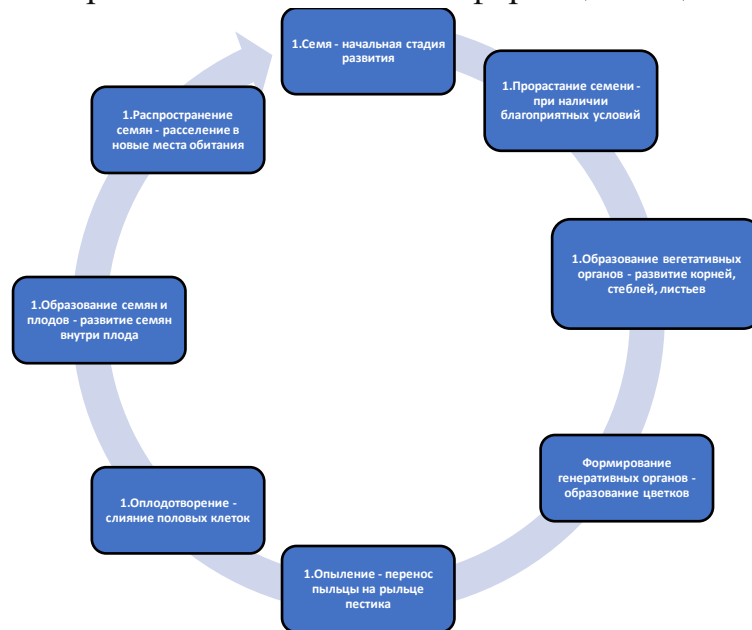 1.Семя - начальная стадия
развития
1.Прорастание семени -
при наличии
благоприятных условий
1.Образование вегетативных
органов - развитие корней,
стеблей, листьев
Формирование
генеративных органов -
образование цветков
1.Опыление - перенос
пыльцы на рыльце
пестика
1.Оплодотворение -
слияние половых клеток
1.Образование семян и
плодов - развитие семян
внутри плода
1.Распространение
семян - расселение в
новые места обитания